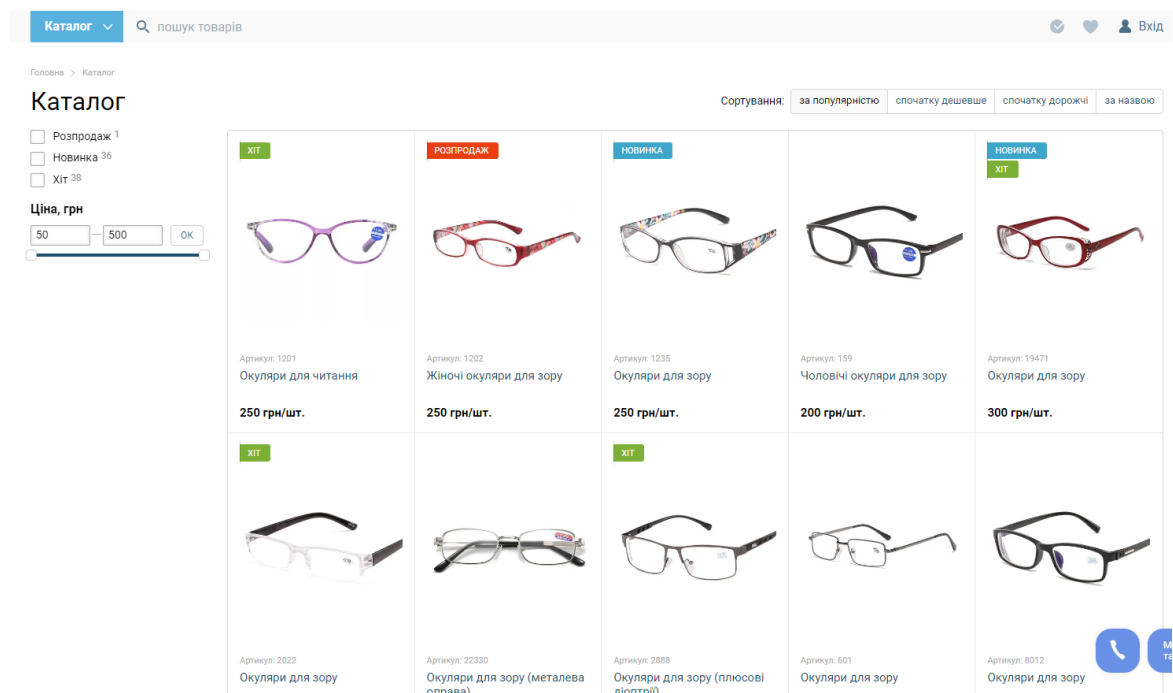 Каталог
пошук товарів
Вхід
Головна
Каталог
Каталог
Сортування:
за популярністю
спочатку дешевше
спочатку дорожчі
за назвою
Розпродаж 1
Новинка 36
Хіт 38
Ціна, грн
50 — 500 OK
ХІТ
РОЗПРОДАЖ
НОВИНКА
НОВИНКА
ХІТ
Артикул: 1201
Окуляри для читання
250 грн/шт.
Артикул: 1202
Жіночі окуляри для зору
250 грн/шт.
Артикул: 1235
Окуляри для зору
250 грн/шт.
Артикул: 159
Чоловічі окуляри для зору
200 грн/шт.
Артикул: 19471
Окуляри для зору
300 грн/шт.
ХІТ
ХІТ
Артикул: 2022
Окуляри для зору
Артикул: 22330
Окуляри для зору (металева
оправа)
Артикул: 2888
Окуляри для зору (плюсові
діоптрії)
Артикул: 601
Окуляри для зору
Артикул: 8012
Окуляри для зору